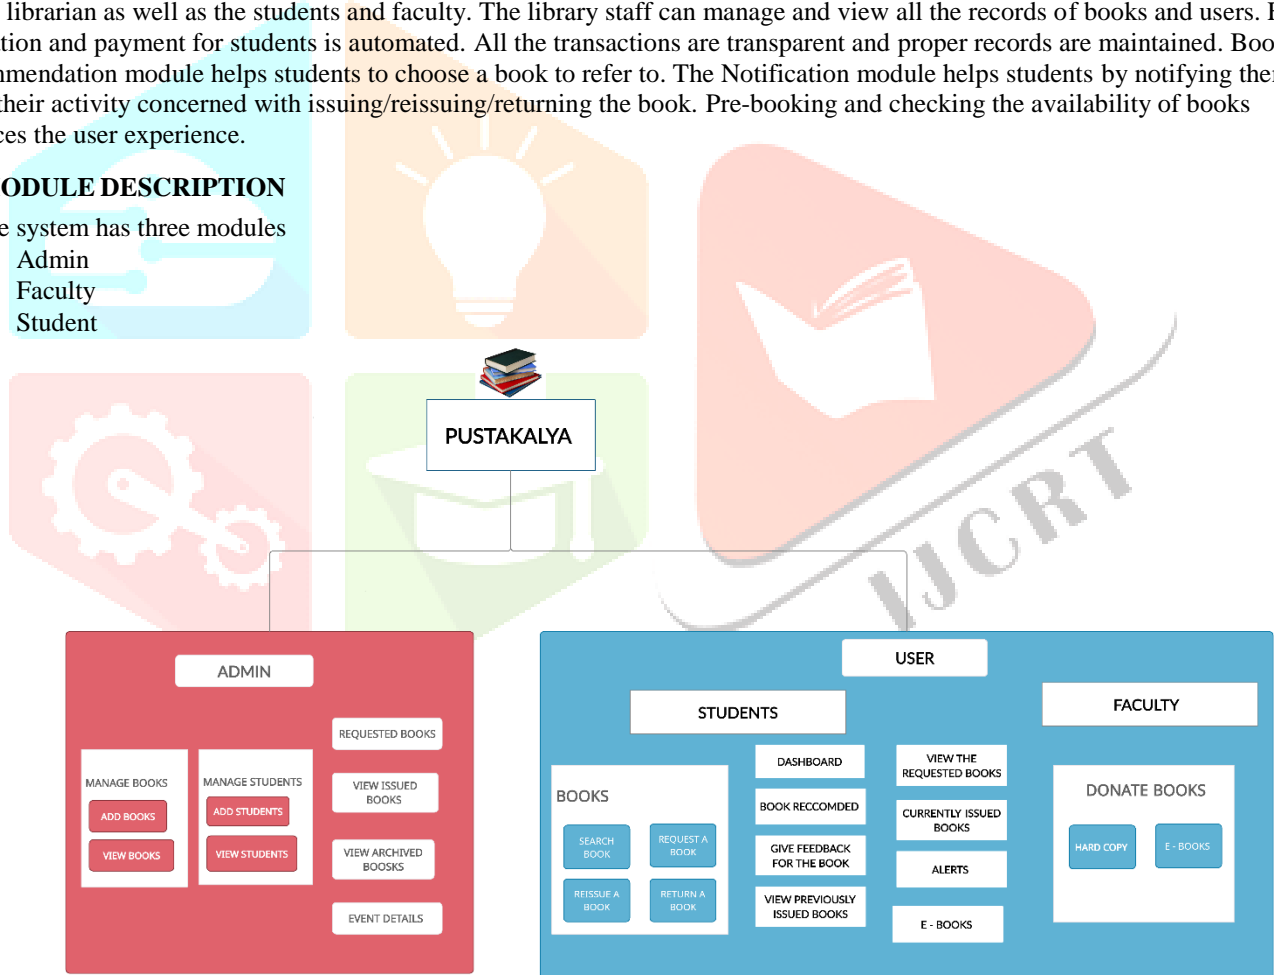 librarian as well as the students and faculty. The library staff can manage and view all the records of books and users.
tion and payment for students is automated. All the transactions are transparent and proper records are maintained. Boo
mmendation module helps students to choose a book to refer to. The Notification module helps students by notifying the
their activity concerned with issuing/reissuing/returning the book. Pre-booking and checking the availability of books
ces the user experience.
ODULE DESCRIPTION
e system has three modules
Admin
Faculty
Student
PUSTAKALYA
IJCRT
ADMIN
MANAGE BOOKS
ADD BOOKS
VIEW BOOKS
MANAGE STUDENTS
ADD STUDENTS
VIEW STUDENTS
REQUESTED BOOKS
VIEW ISSUED
BOOKS
VIEW ARCHIVED
BOOSKS
EVENT DETAILS
USER
STUDENTS
BOOKS
SEARCH
BOOK
REQUEST A
BOOK
REISSUE A
BOOK
RETURN A
BOOK
DASHBOARD
BOOK RECCOMDED
GIVE FEEDBACK
FOR THE BOOK
VIEW PREVIOUSLY
ISSUED BOOKS
VIEW THE
REQUESTED BOOKS
CURRENTLY ISSUED
BOOKS
ALERTS
E - BOOKS
FACULTY
DONATE BOOKS
HARD COPY
E - BOOKS